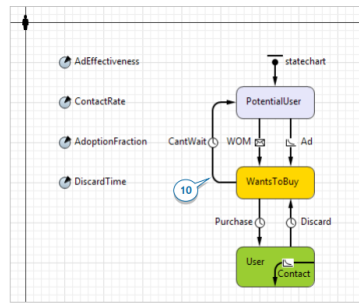 AdEffectiveness
statechart
ContactRate
PotentialUser
AdoptionFraction
CantWait
WOM
Ad
DiscardTime
WantsToBuy
10
Purchase
Discard
User
Contact